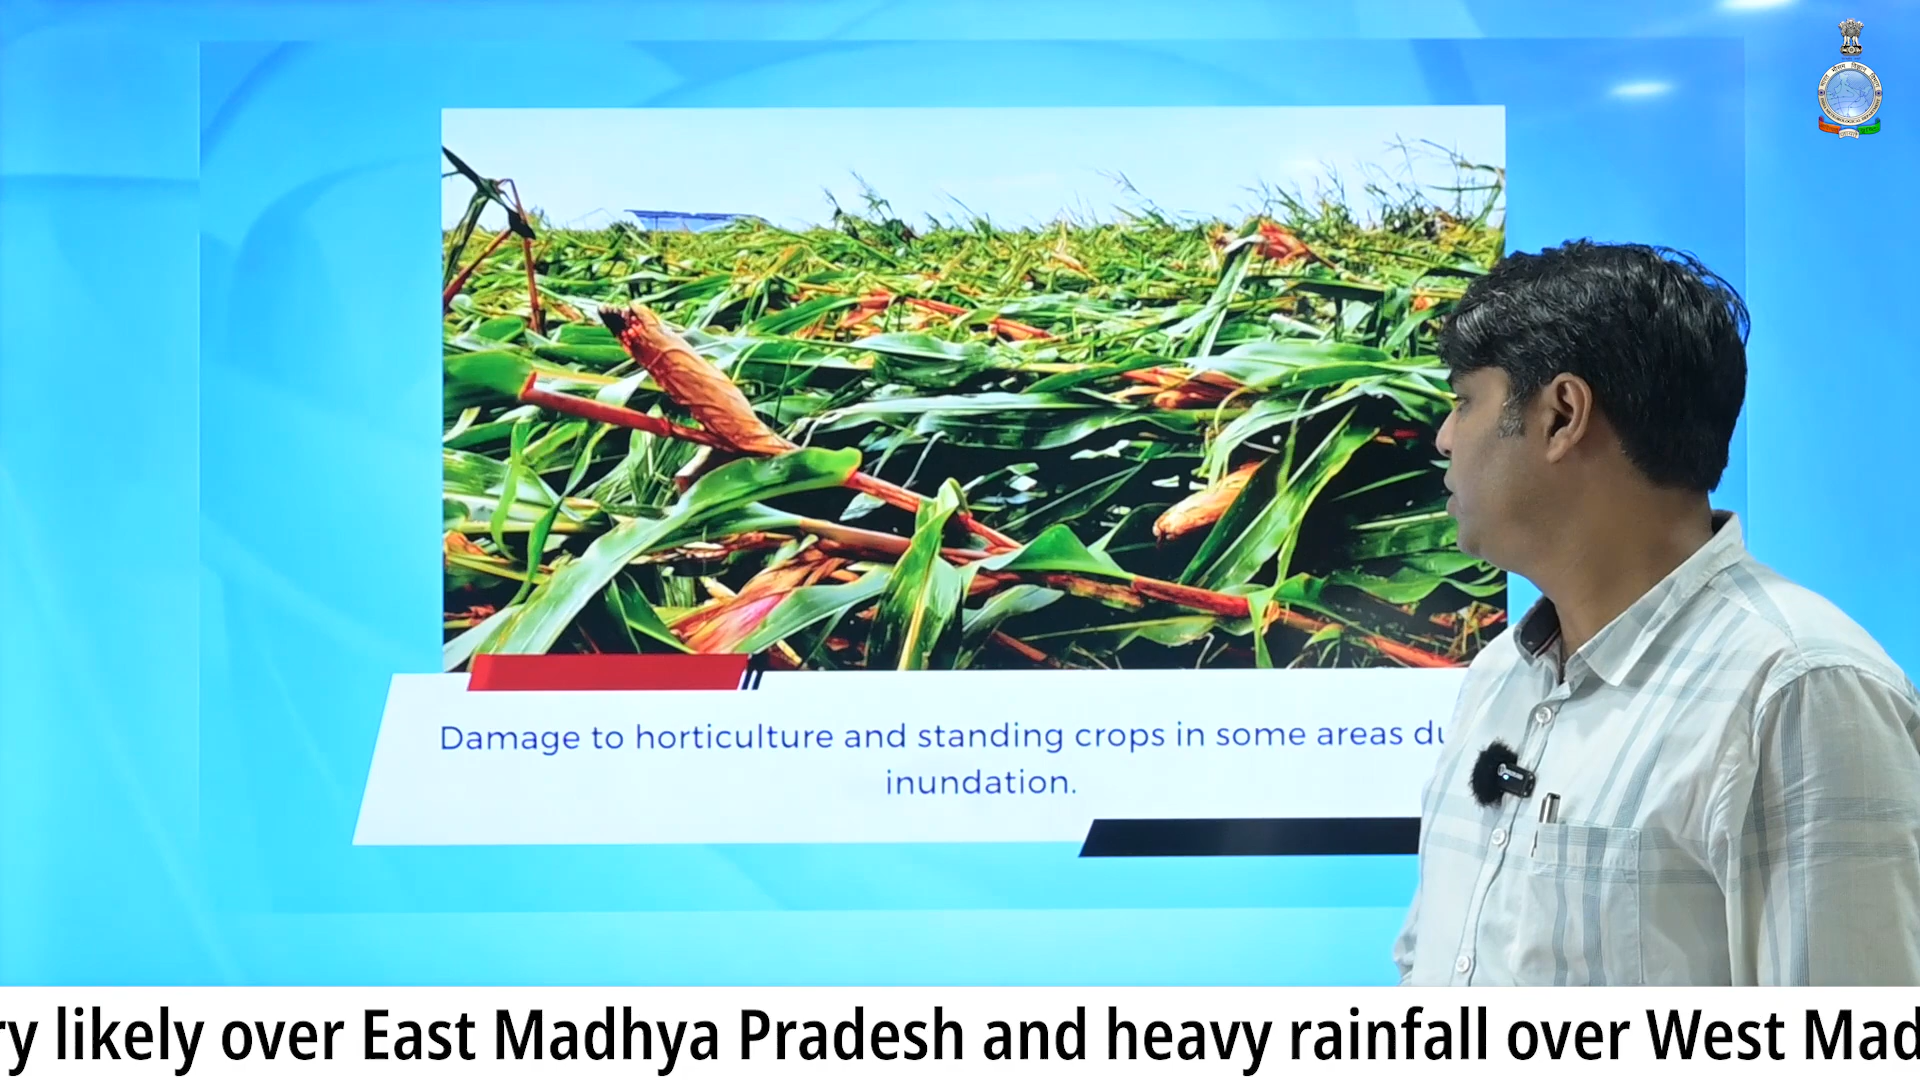 Damage to horticulture and standing crops in some areas
inundation.
likely over East Madhya Pradesh and heavy rainfall over West